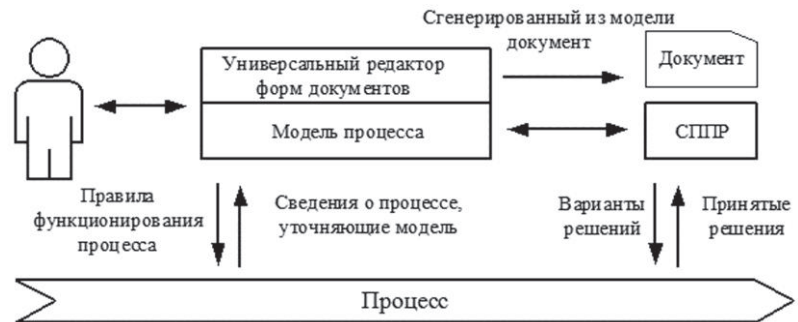 Сгенерированный из модели
документ
Универсальный редактор
форм документов
Документ
Модель процесса
СППР
Правила
функционирования
процесса
Сведения о процессе,
уточняющие модель
Варианты
решений
Принятые
решения
Процесс